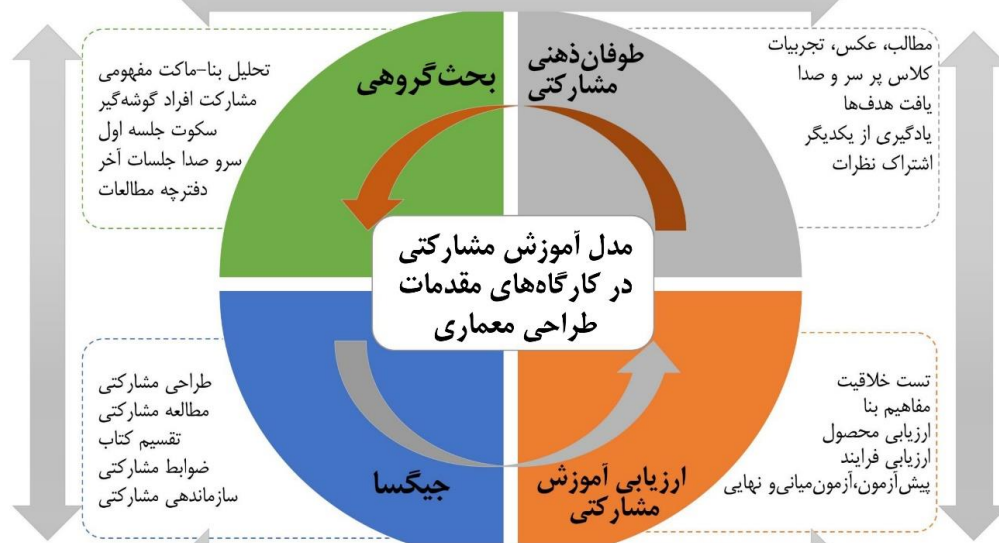 طوفان‌ذهنی
مشارکتی
مطالب، عکس، تجربیات
کلاس پر سر و صدا
یافت هدف‌ها
یادگیری از یکدیگر
اشتراک نظرات
بحث‌گروهی
تحلیل بنا-ماکت مفهومی
مشارکت افراد گوشه‌گیر
سکوت جلسه اول
سرو صدا جلسات آخر
دفترچه مطالعات
مدل آموزش مشارکتی
در کارگاه‌های مقدمات
طراحی معماری
جیگسا
طراحی مشارکتی
مطالعه مشارکتی
تقسیم کتاب
ضوابط مشارکتی
سازماندهی مشارکتی
ارزیابی آموزش
مشارکتی
تست خلاقیت
مفاهیم بنا
ارزیابی محصول
ارزیابی فرایند
پیش‌آزمون،آزمون‌میانی‌و نهایی